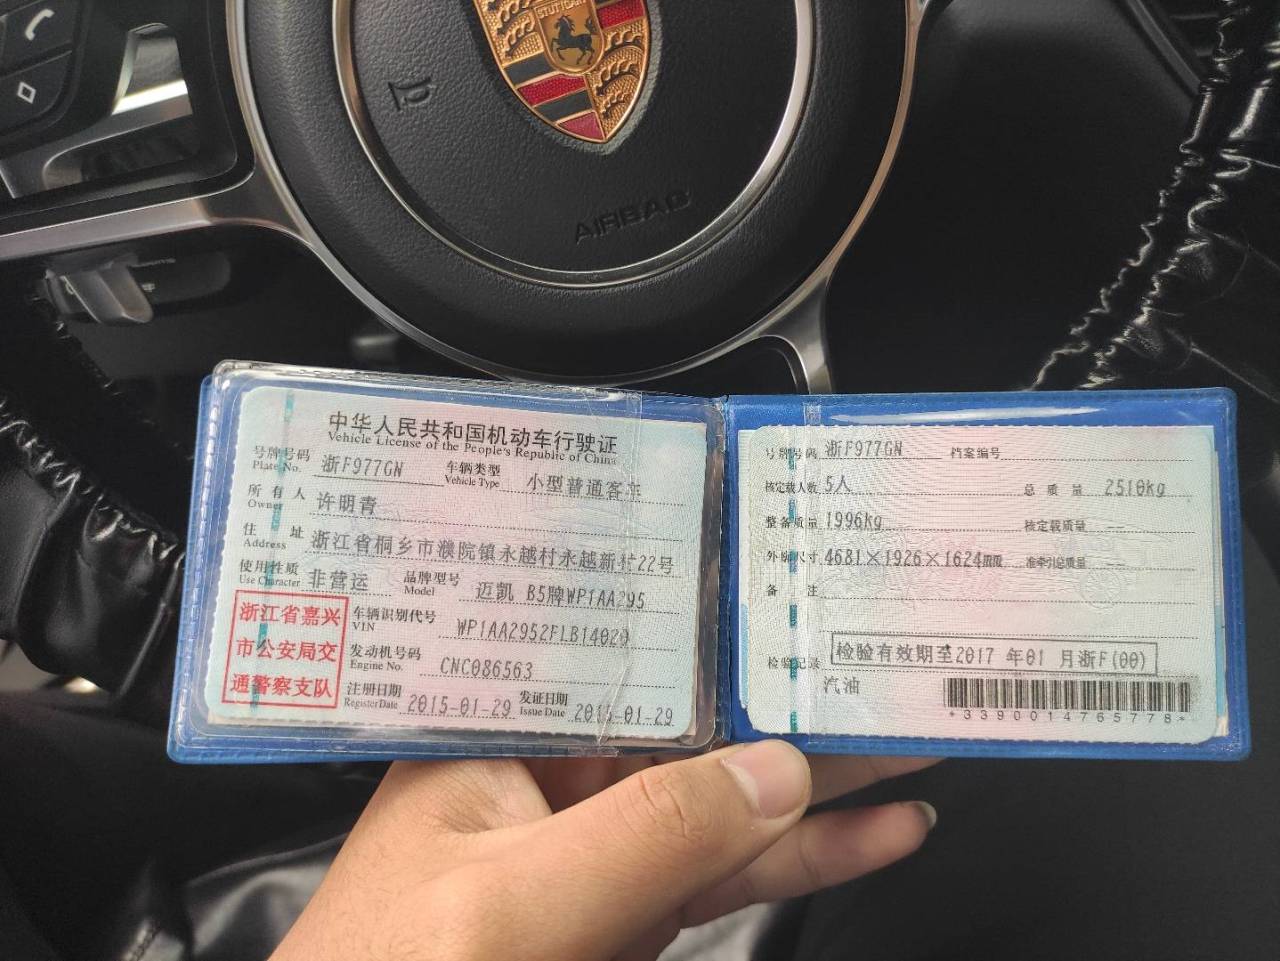 STUTTGART
AIRBAG
中华人民共和国机动车行驶证
Vehicle License of the People's Republic of China
号牌号码 浙F977GN 车辆类型 小型普通客车
Plate No. Vehicle Type
所有人 许明青
Owner
住址 浙江省桐乡市濮院镇永越村永越新村22号
Address
使用性质 非营运 品牌型号 迈凯 B5牌WP1AA295
Use Character Model
浙江省嘉兴
市公安局交
通警察支队
车辆识别代号 WP1AA2952FLB14020
VIN
发动机号码 CNC086563
Engine No.
注册日期 2015-01-29 发证日期 2015-01-29
Register Date Issue Date
号牌号码 浙F977GN 档案编号
核定载人数 5人 总质量 2510kg
整备质量 1996kg 核定载质量 --
外廓尺寸 4681×1926×1624mm 准牵引总质量 --
备注
检验记录 检验有效期至2017年01月浙F(00)
汽油
*3390014765778*